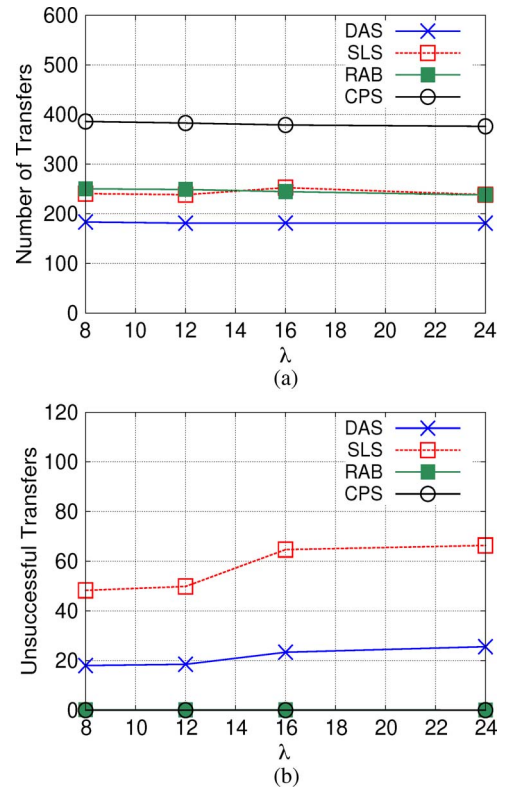 600
500
400
300
200
100
0
Number of Transfers
DAS
SLS
RAB
CPS
8 10 12 14 16 18 20 22 24
λ
(a)
120
100
80
60
40
20
0
Unsuccessful Transfers
DAS
SLS
RAB
CPS
8 10 12 14 16 18 20 22 24
λ
(b)